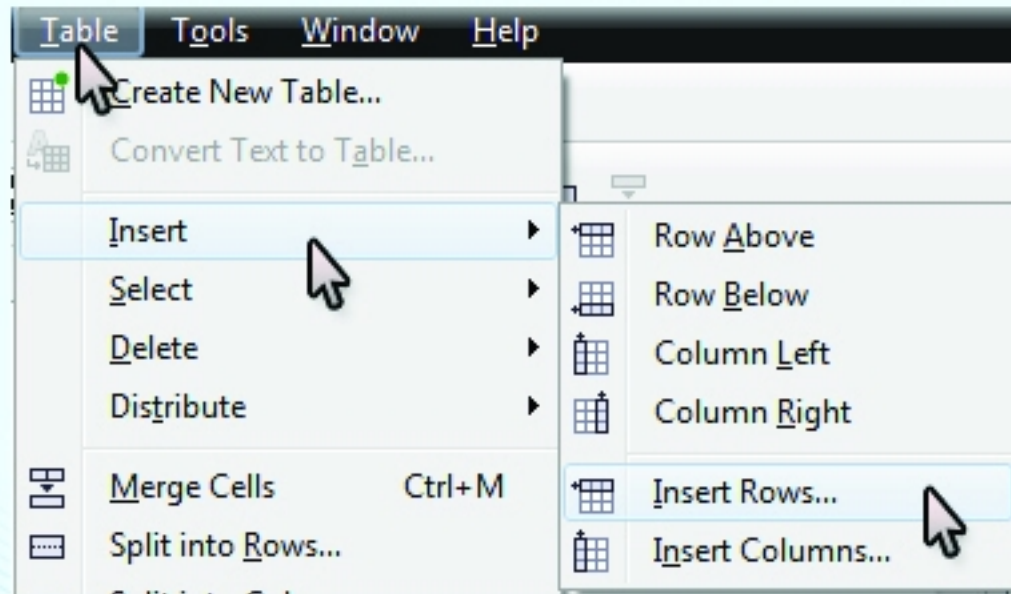 Table Tools Window Help
Create New Table...
Convert Text to Table...
Insert
Select
Delete
Distribute
Merge Cells Ctrl+M
Split into Rows...
Row Above
Row Below
Column Left
Column Right
Insert Rows...
Insert Columns...